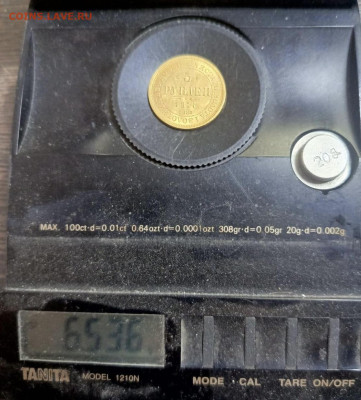 COINS.LAVE.RU
5
РУБЛЕЙ
20g
MAX. 100ct·d=0.01ct 0.64ozt·d=0.0001ozt 308gr·d=0.05gr 20g·d=0.002g
6.536
TANITA MODEL 1210N
MODE · CAL TARE ON/OFF